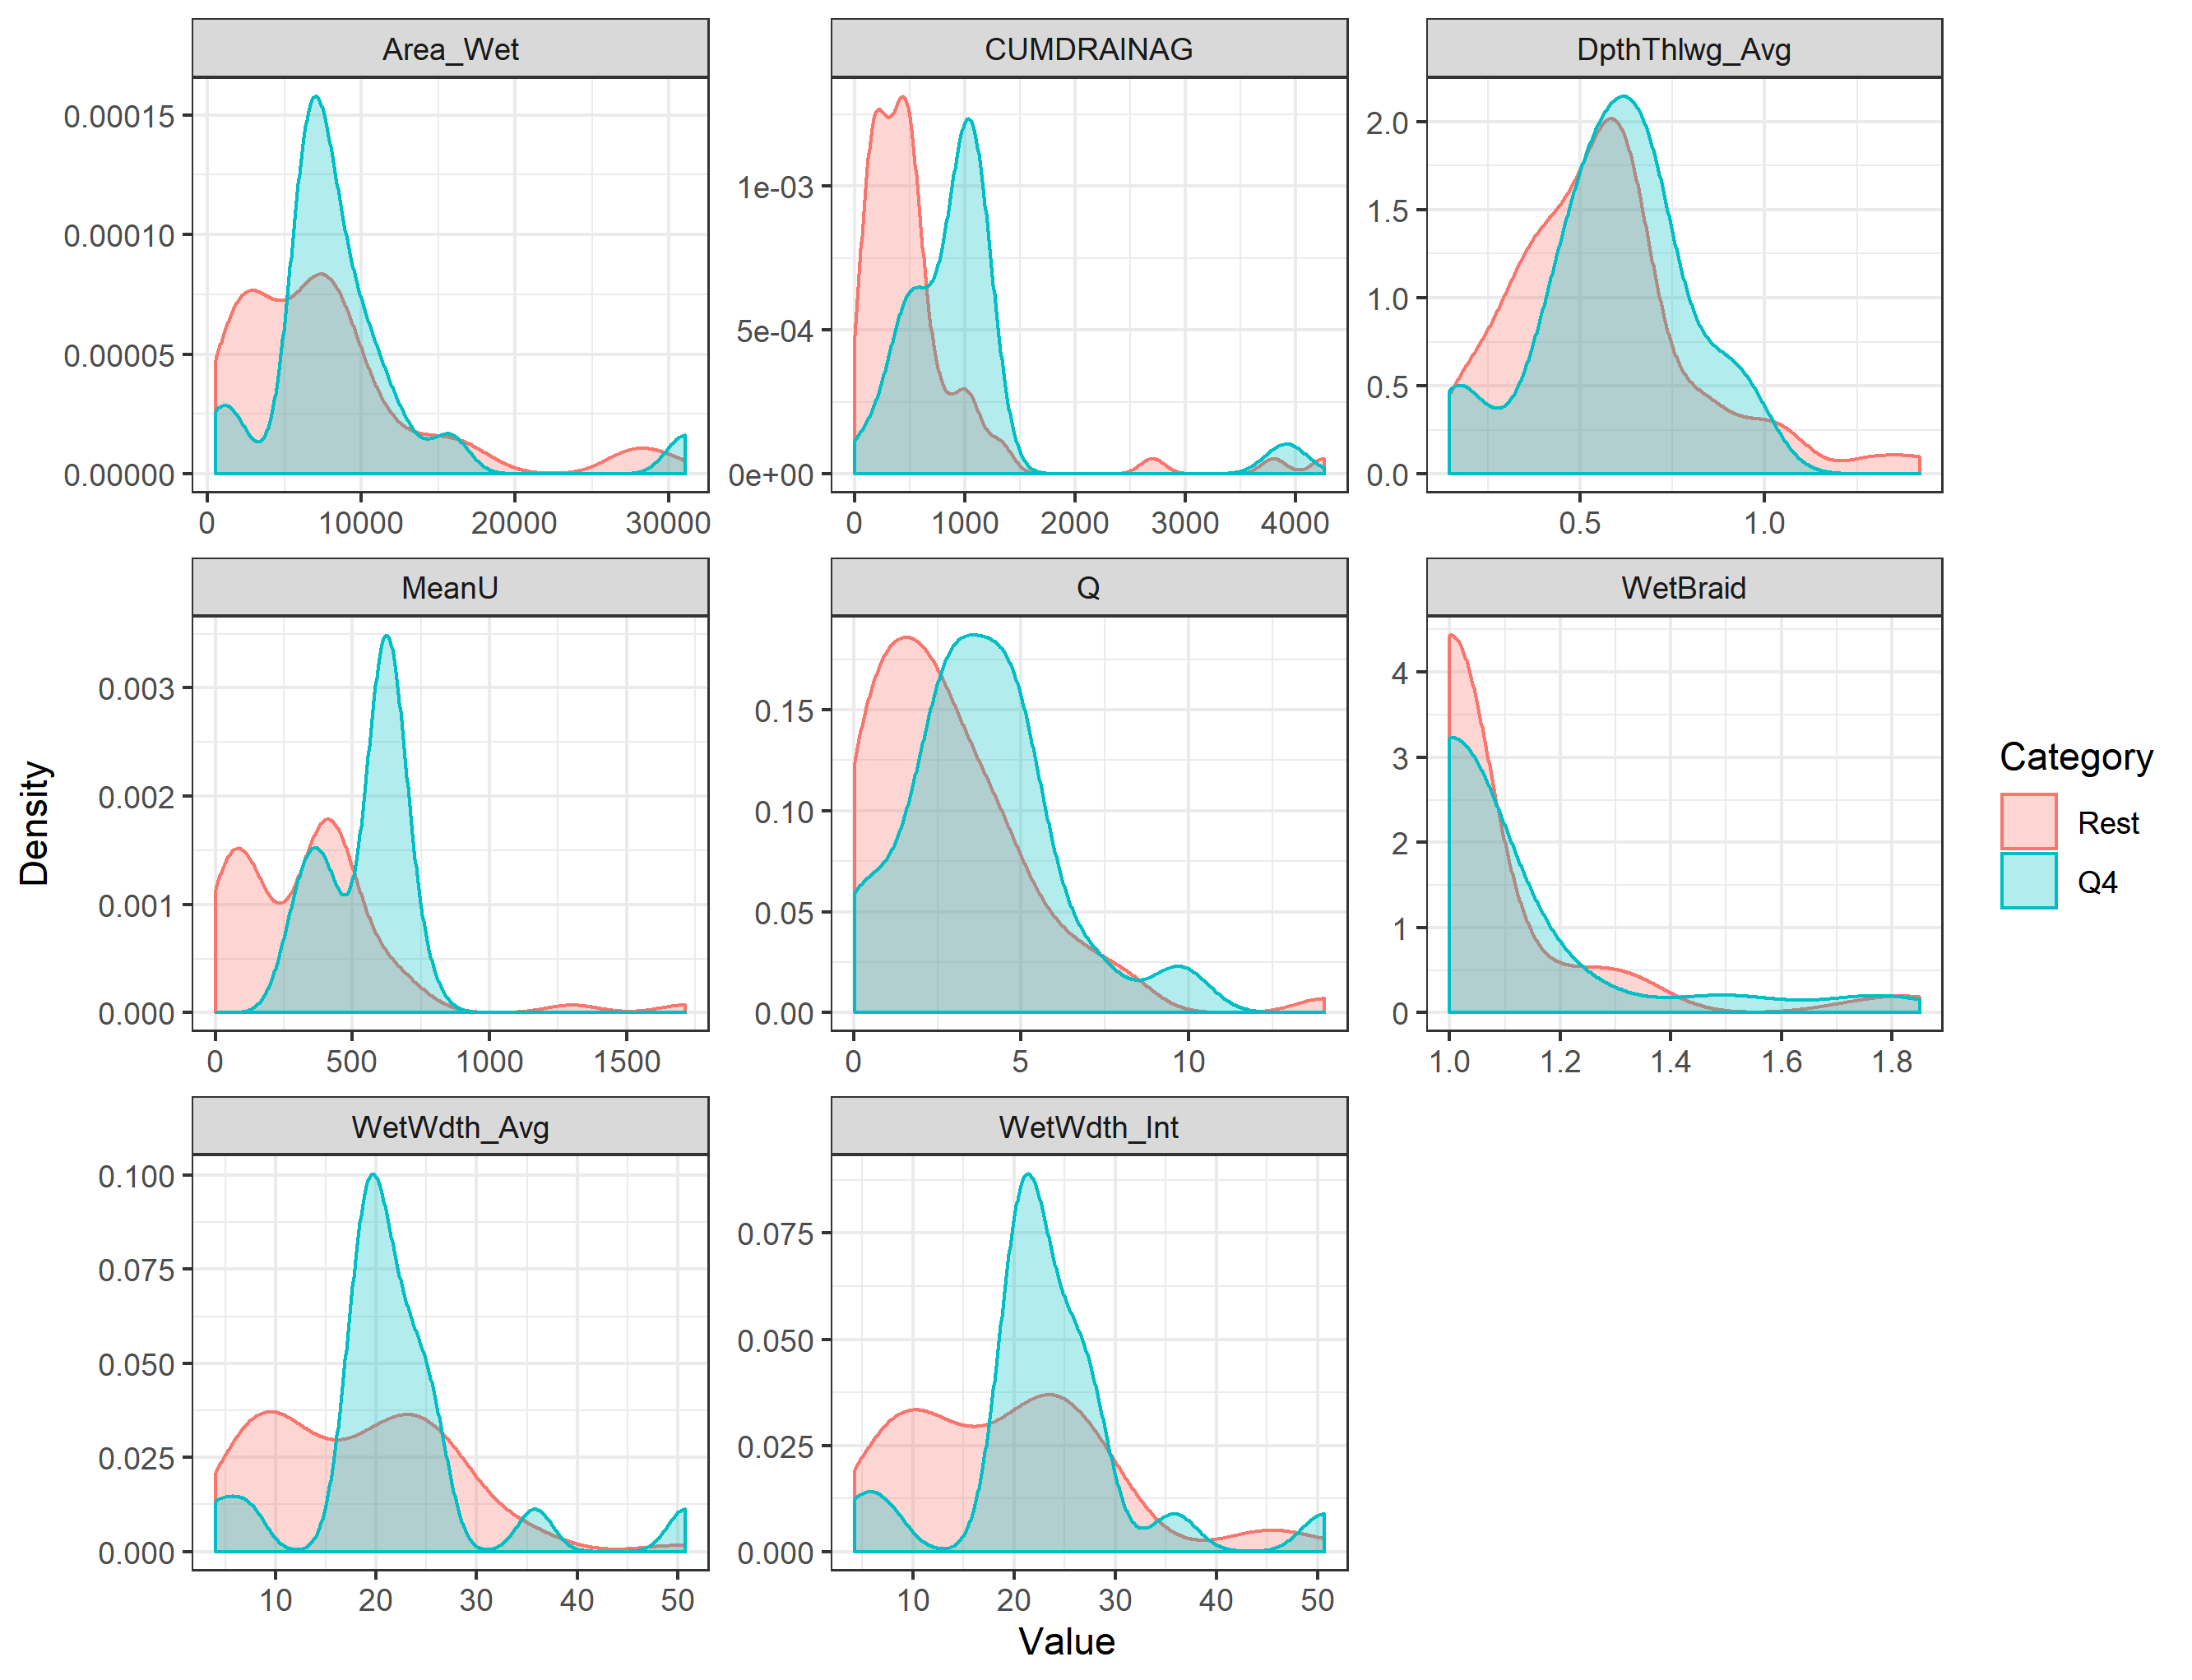 Area_Wet
CUMDRAINAG
DpthThlwg_Avg
0.00015
0.00010
0.00005
0.00000
1e-03
5e-04
0e+00
2.0
1.5
1.0
0.5
0.0
0 10000 20000 30000
0 1000 2000 3000 4000
0.5 1.0
MeanU
Q
WetBraid
0.003
0.002
0.001
0.000
0.15
0.10
0.05
0.00
4
3
2
1
0
0 500 1000 1500
0 5 10
1.0 1.2 1.4 1.6 1.8
WetWdth_Avg
WetWdth_Int
0.100
0.075
0.050
0.025
0.000
0.075
0.050
0.025
0.000
10 20 30 40 50
10 20 30 40 50
Value
Density
Category
Rest
Q4